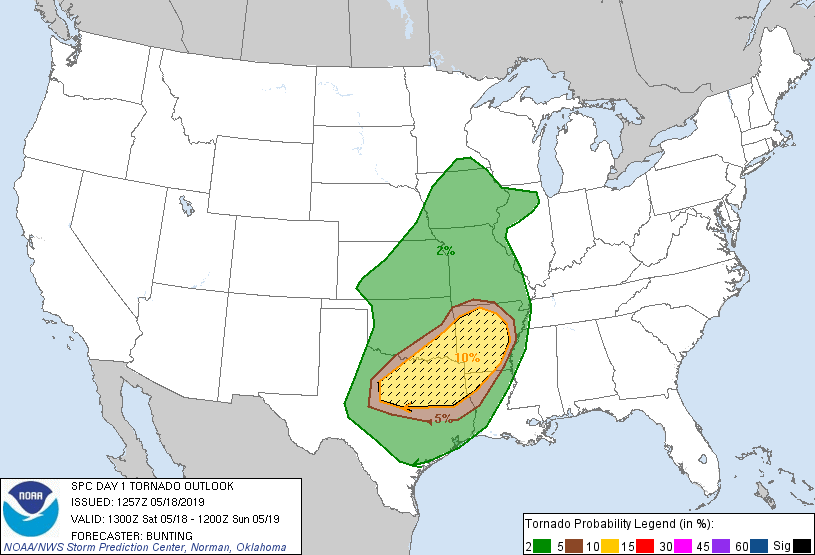 2%
10%
5%
NOAA
SPC DAY 1 TORNADO OUTLOOK
ISSUED: 1257Z 05/18/2019
VALID: 1300Z Sat 05/18 - 1200Z Sun 05/19
FORECASTER: BUNTING
NOAA/NWS Storm Prediction Center, Norman, Oklahoma
Tornado Probability Legend (in %):
2 5 10 15 30 45 60 Sig